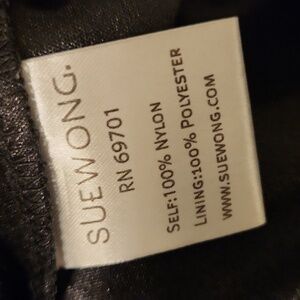 SUEWONG.
RN 69701
SELF:100% NYLON
LINING:100% POLYESTER
WWW.SUEWONG.COM